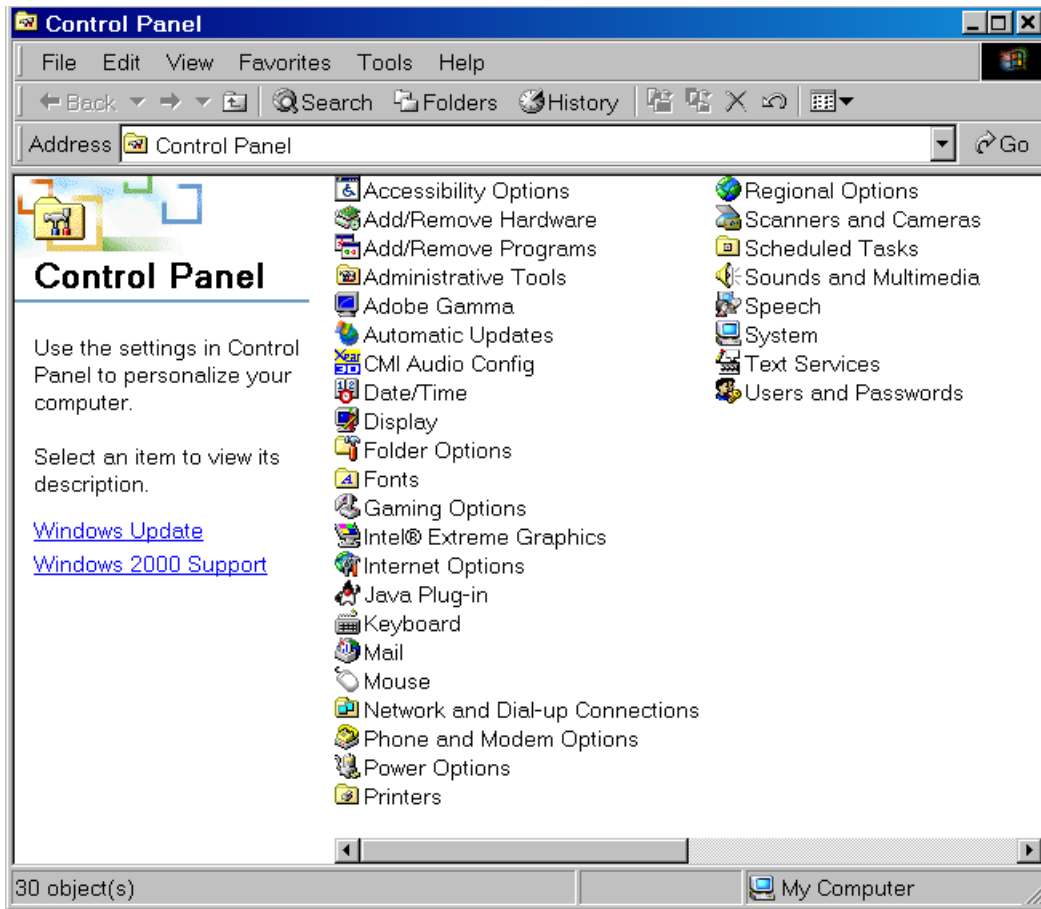 Control Panel
File Edit View Favorites Tools Help
Back Search Folders History
Address Control Panel Go
Control Panel
Use the settings in Control
Panel to personalize your
computer.
Select an item to view its
description.
Windows Update
Windows 2000 Support
Accessibility Options
Add/Remove Hardware
Add/Remove Programs
Administrative Tools
Adobe Gamma
Automatic Updates
CMI Audio Config
Date/Time
Display
Folder Options
Fonts
Gaming Options
Intel® Extreme Graphics
Internet Options
Java Plug-in
Keyboard
Mail
Mouse
Network and Dial-up Connections
Phone and Modem Options
Power Options
Printers
Regional Options
Scanners and Cameras
Scheduled Tasks
Sounds and Multimedia
Speech
System
Text Services
Users and Passwords
30 object(s)
My Computer